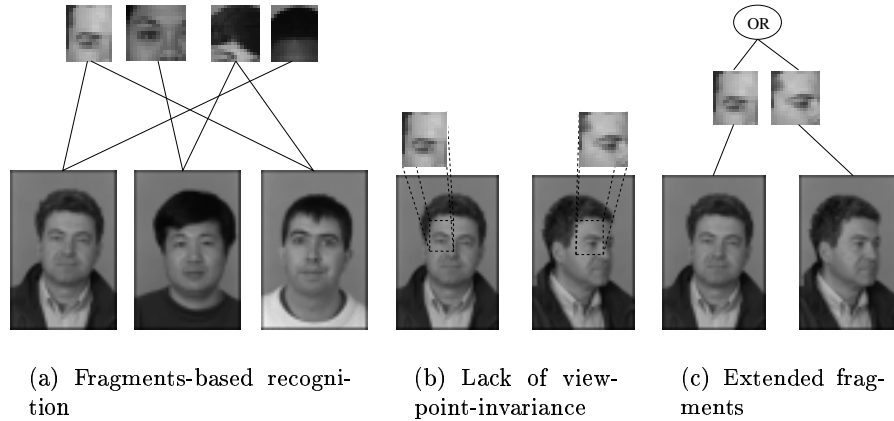 OR
(a) Fragments-based recogni-
tion
(b) Lack of view-
point-invariance
(c) Extended frag-
ments